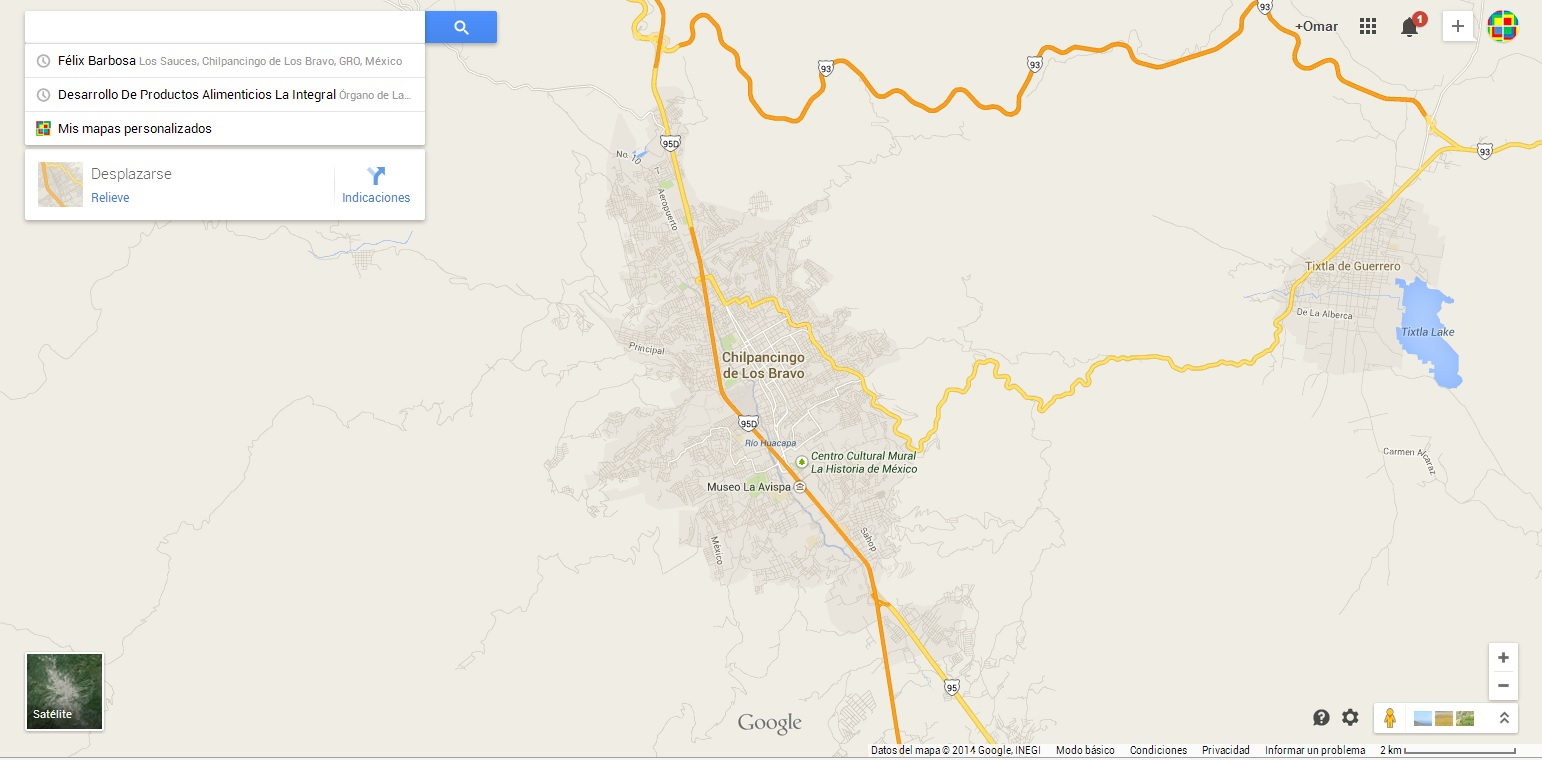 93
+Omar
1
Félix Barbosa Los Sauces, Chilpancingo de Los Bravo, GRO, México
93
93
Desarrollo De Productos Alimenticios La Integral Órgano de La...
Mis mapas personalizados
95D
93
No. 10
Desplazarse
Relieve
Indicaciones
Aeropuerto
Tixtla de Guerrero
De La Alberca
Tixtla Lake
Principal
Chilpancingo
de Los Bravo
95D
Río Huacapa
Centro Cultural Mural
La Historia de México
Carmen Alcaraz
Museo La Avispa
México
Sahop
95
Satélite
Google
Datos del mapa © 2014 Google, INEGI Modo básico Condiciones Privacidad Informar un problema 2 km